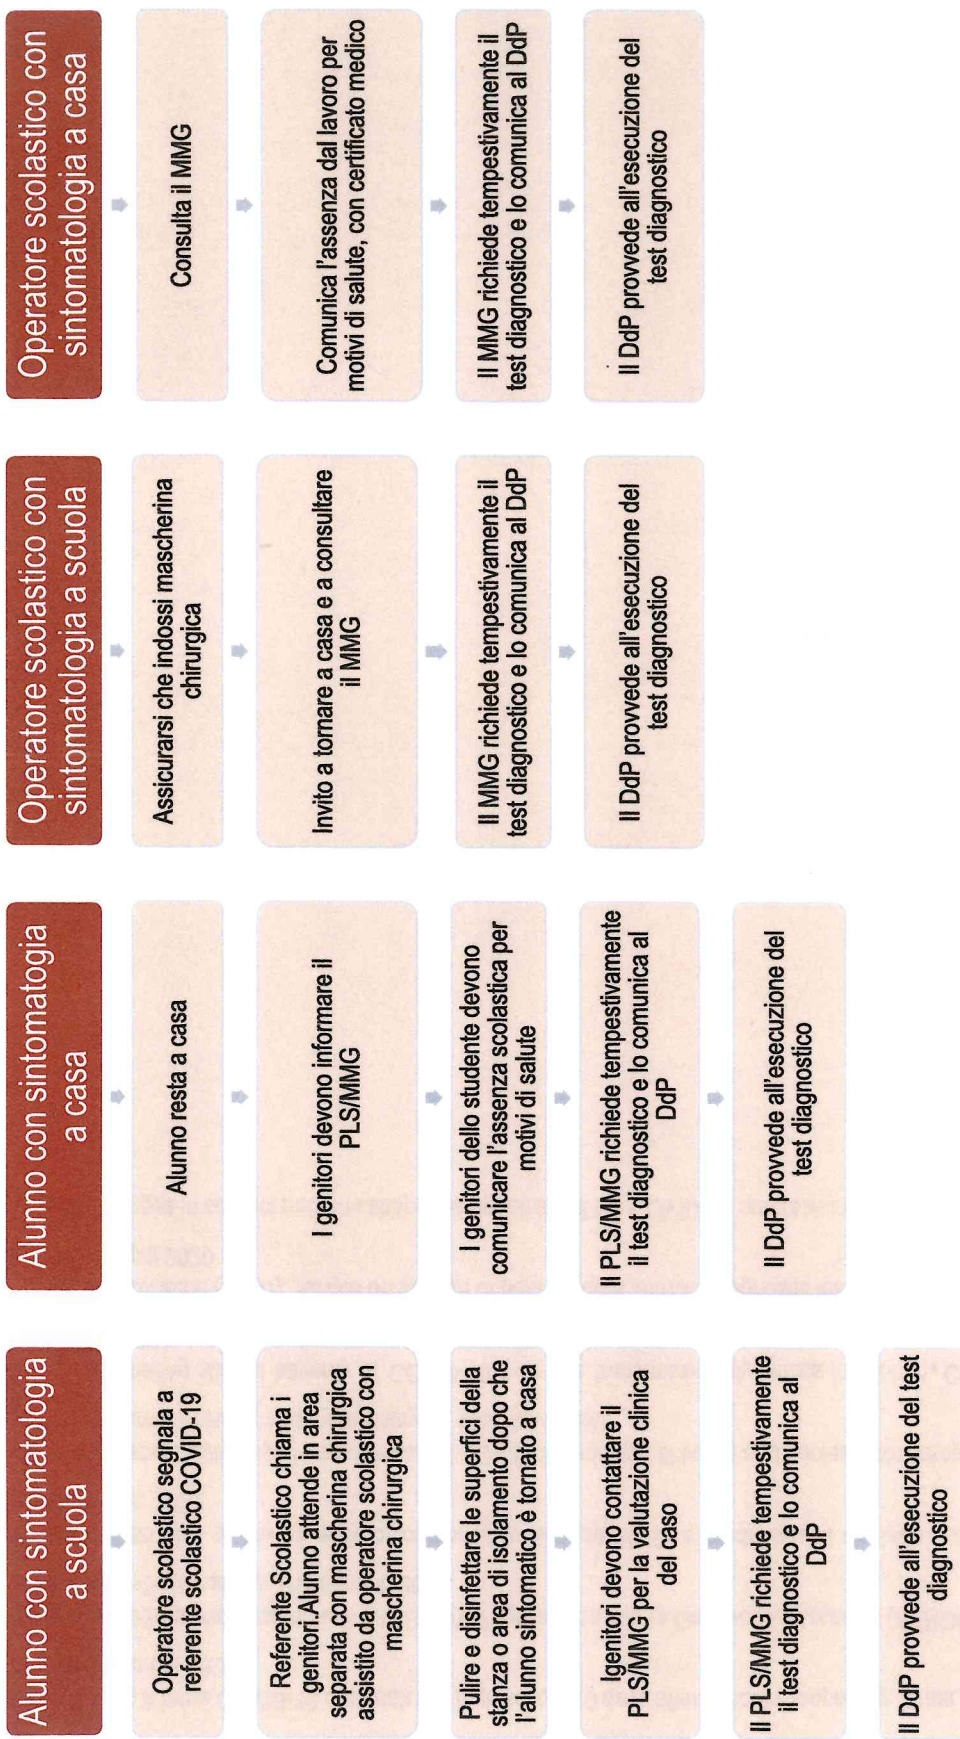 Alunno con sintomatologia
a scuola
Operatore scolastico segnala a
referente scolastico COVID-19
Referente Scolastico chiama i
genitori.Alunno attende in area
separata con mascherina chirurgica
assistito da operatore scolastico con
mascherina chirurgica
Pulire e disinfettare le superfici della
stanza o area di isolamento dopo che
l'alunno sintomatico è tornato a casa
I genitori devono contattare il
PLS/MMG per la valutazione clinica
del caso
Il PLS/MMG richiede tempestivamente
il test diagnostico e lo comunica al
DdP
Il DdP provvede all'esecuzione del test
diagnostico
Alunno con sintomatogia
a casa
Alunno resta a casa
I genitori devono informare il
PLS/MMG
I genitori dello studente devono
comunicare l'assenza scolastica per
motivi di salute
Il PLS/MMG richiede tempestivamente
il test diagnostico e lo comunica al
DdP
Il DdP provvede all'esecuzione del
test diagnostico
Operatore scolastico con
sintomatologia a scuola
Assicurarsi che indossi mascherina
chirurgica
Invito a tornare a casa e a consultare
il MMG
Il MMG richiede tempestivamente il
test diagnostico e lo comunica al DdP
Il DdP provvede all'esecuzione del
test diagnostico
Operatore scolastico con
sintomatologia a casa
Consulta il MMG
Comunica l'assenza dal lavoro per
motivi di salute, con certificato medico
Il MMG richiede tempestivamente il
test diagnostico e lo comunica al DdP
Il DdP provvede all'esecuzione del
test diagnostico